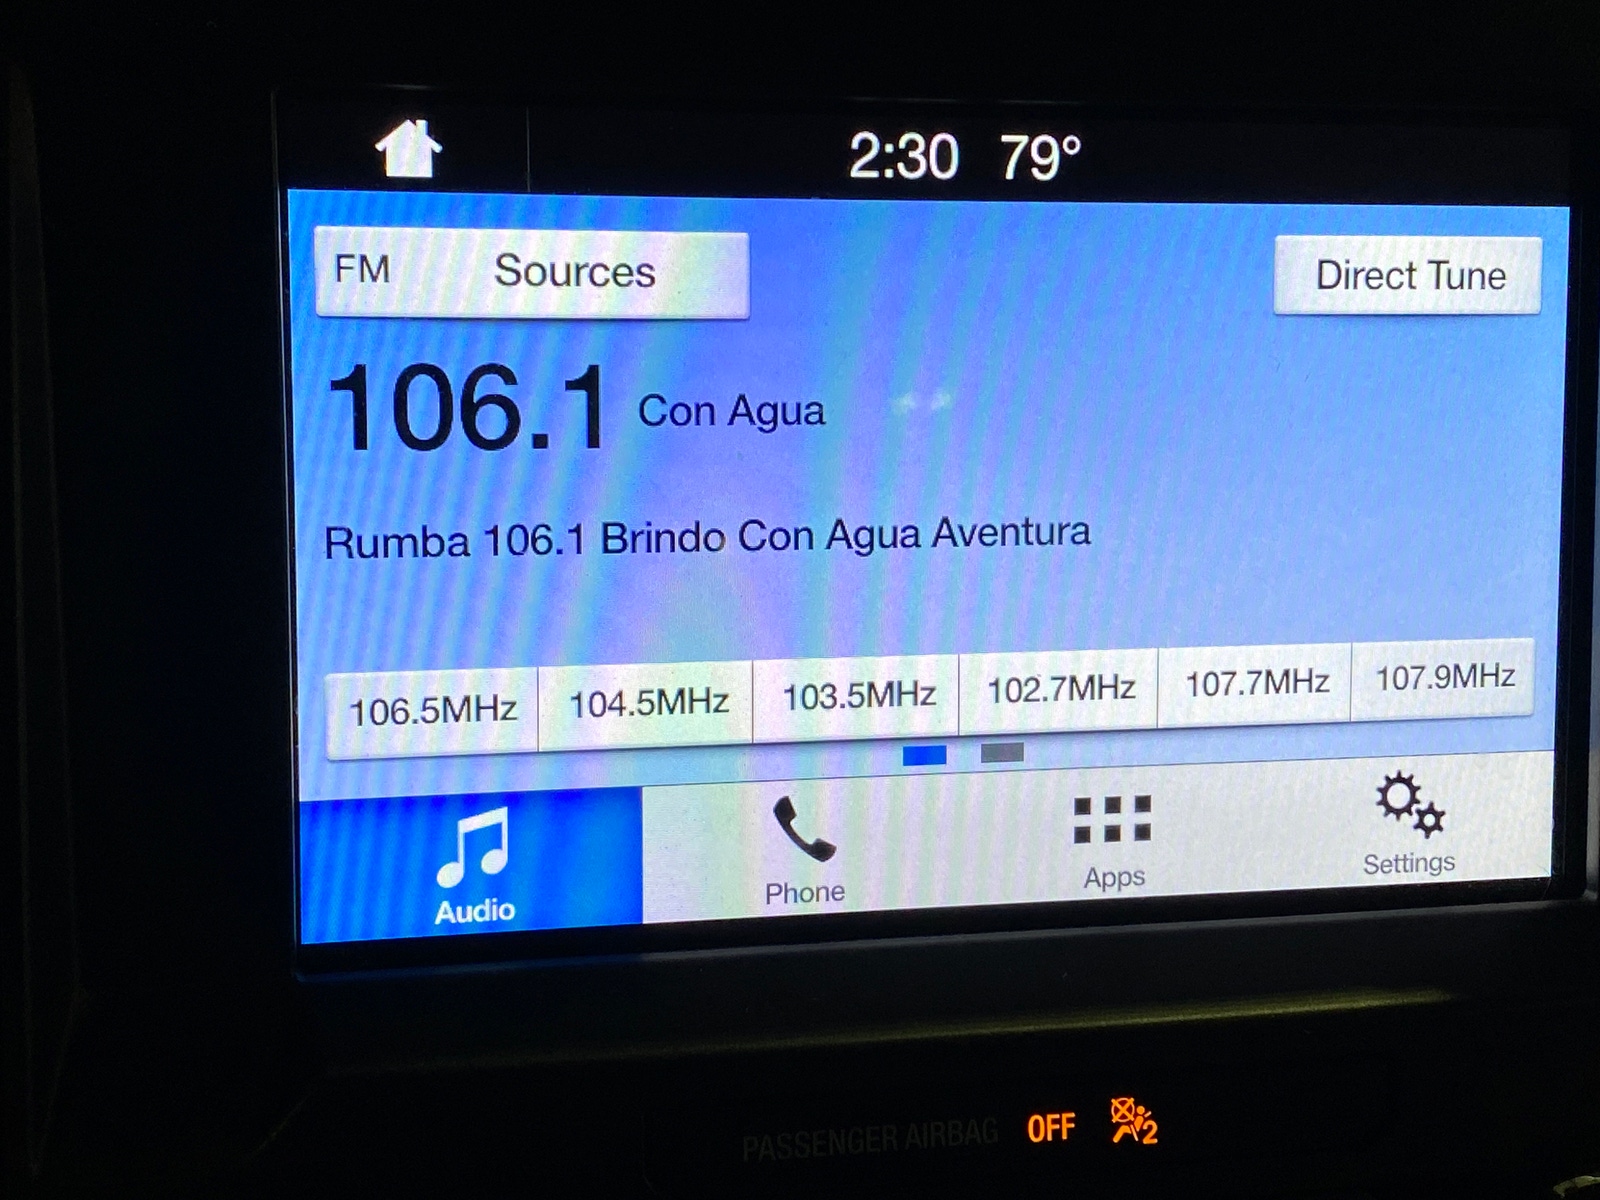 2:30 79°
FM Sources Direct Tune
106.1 Con Agua
Rumba 106.1 Brindo Con Agua Aventura
106.5MHz 104.5MHz 103.5MHz 102.7MHz 107.7MHz 107.9MHz
Audio Phone Apps Settings
PASSENGER AIRBAG OFF 2